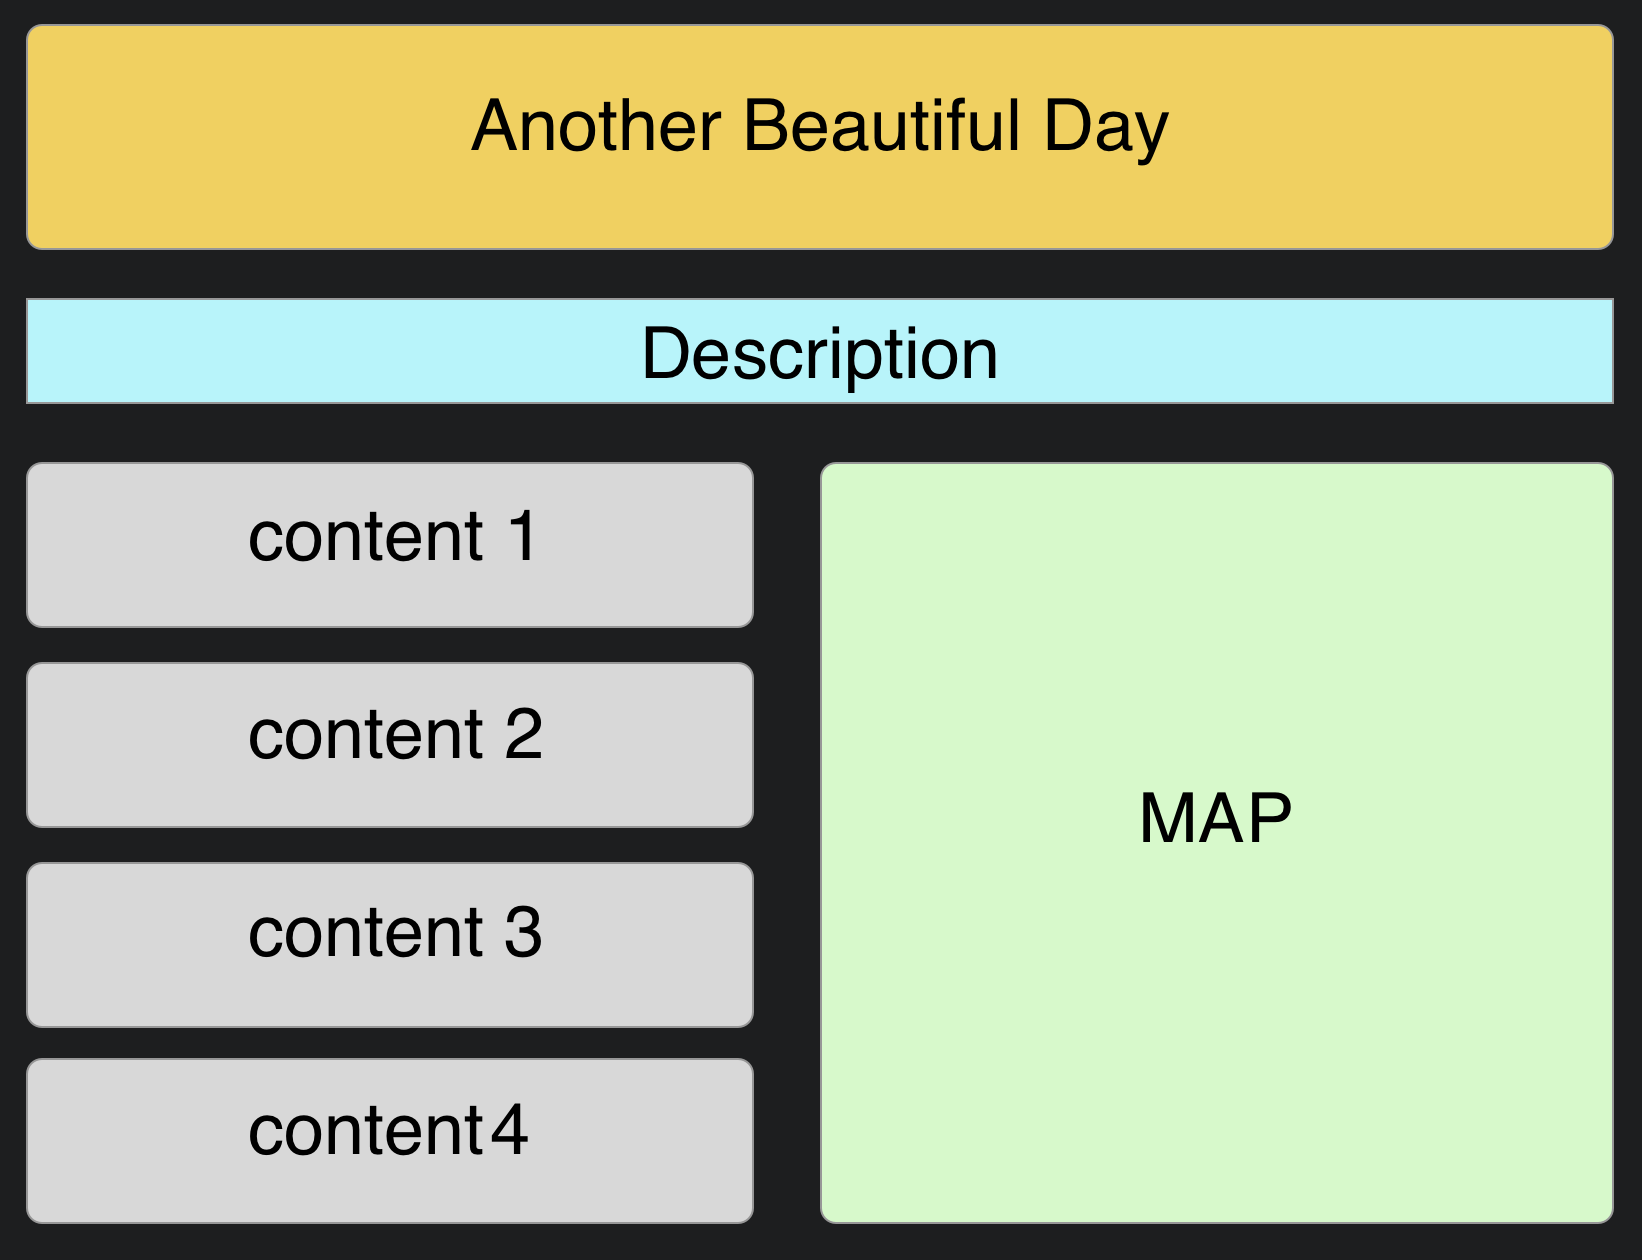 Another Beautiful Day
Description
content 1
content 2
content 3
content4
MAP